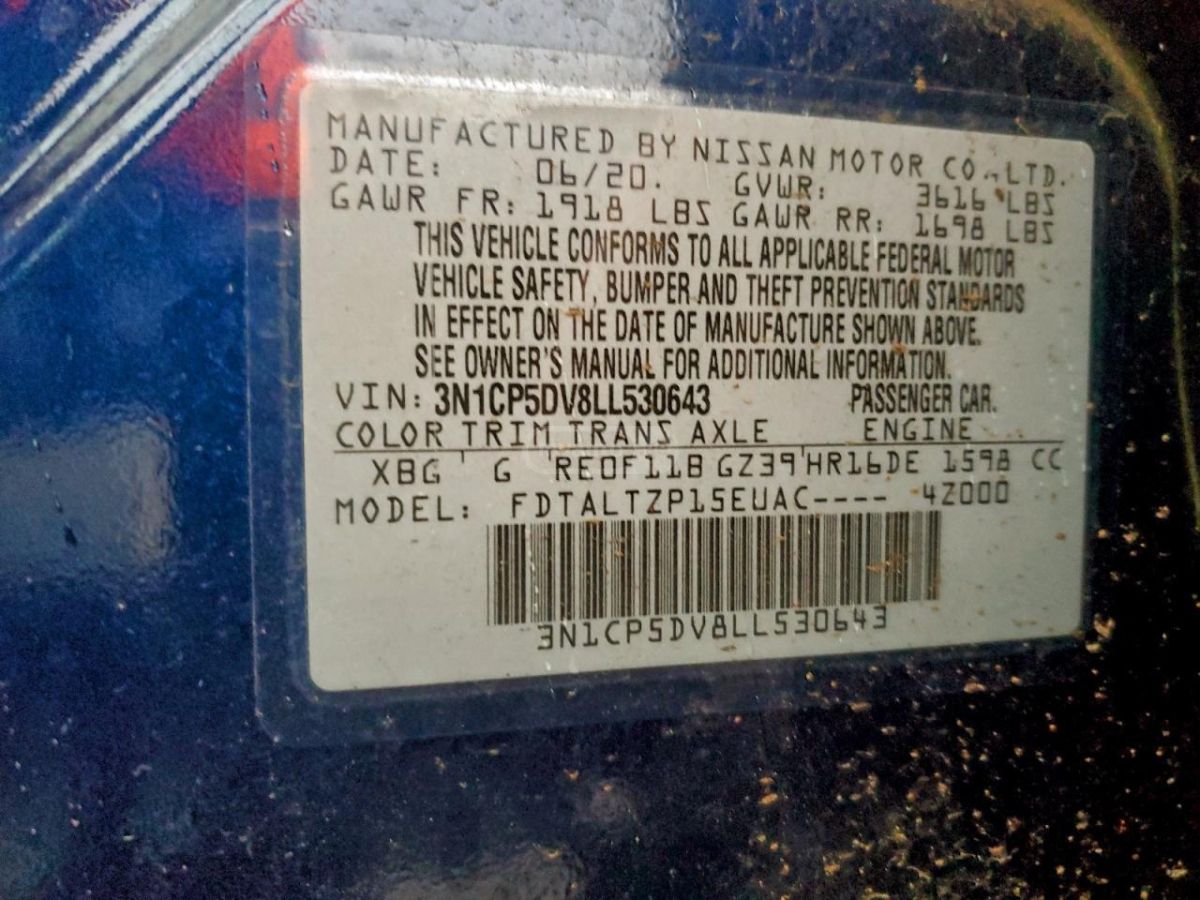 MANUFACTURED BY NISSAN MOTOR CO.,LTD.
DATE: 06/20. GVWR: 3616 LBS
GAWR FR: 1918 LBS GAWR RR: 1698 LBS
THIS VEHICLE CONFORMS TO ALL APPLICABLE FEDERAL MOTOR
VEHICLE SAFETY, BUMPER AND THEFT PREVENTION STANDARDS
IN EFFECT ON THE DATE OF MANUFACTURE SHOWN ABOVE.
SEE OWNER'S MANUAL FOR ADDITIONAL INFORMATION.
VIN: 3N1CP5DV8LL530643 PASSENGER CAR.
COLOR TRIM TRANS AXLE ENGINE
XBG G RE0F11B GZ39 HR16DE 1598 CC
MODEL: FDTALTZP15EUAC---- 42000
3N1CP5DV8LL530643